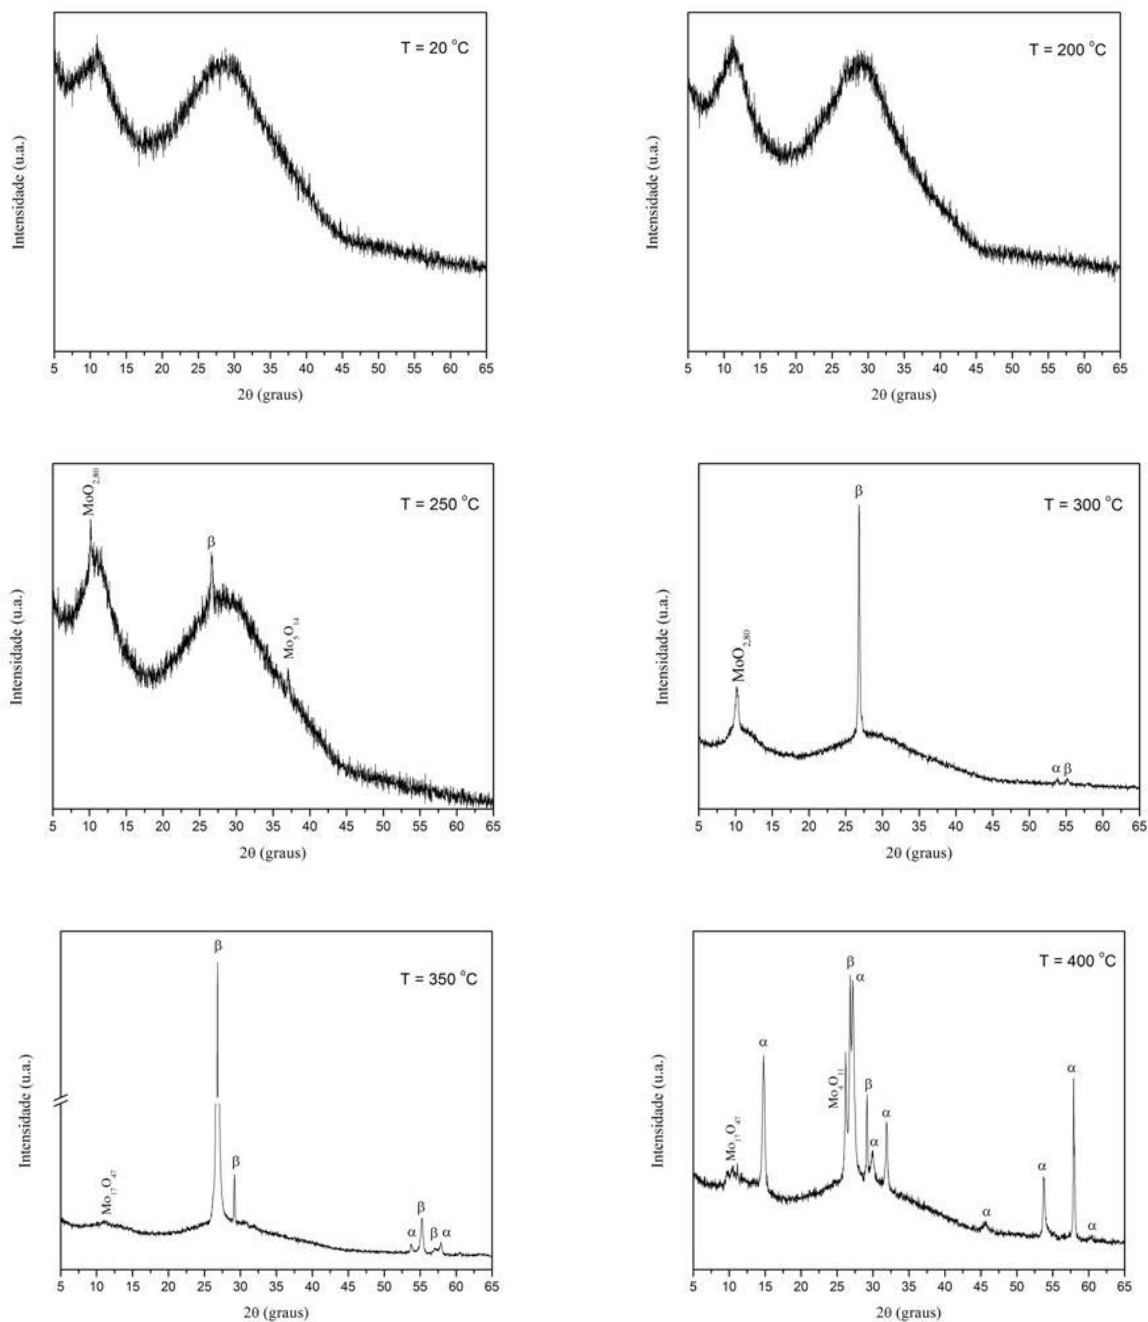 T = 20 °C
Intensidade (u.a.)
5 10 15 20 25 30 35 40 45 50 55 60 65
2θ (graus)
T = 200 °C
Intensidade (u.a.)
5 10 15 20 25 30 35 40 45 50 55 60 65
2θ (graus)
T = 250 °C
MoO2,80
β
Mo5O14
Intensidade (u.a.)
5 10 15 20 25 30 35 40 45 50 55 60 65
2θ (graus)
T = 300 °C
β
MoO2,80
α β
Intensidade (u.a.)
5 10 15 20 25 30 35 40 45 50 55 60 65
2θ (graus)
T = 350 °C
β
Mo17O47
β
α β β α
Intensidade (u.a.)
5 10 15 20 25 30 35 40 45 50 55 60 65
2θ (graus)
T = 400 °C
Mo17O47
α
Mo4O11
β
α
β
α
α
α
α
α
α
Intensidade (u.a.)
5 10 15 20 25 30 35 40 45 50 55 60 65
2θ (graus)